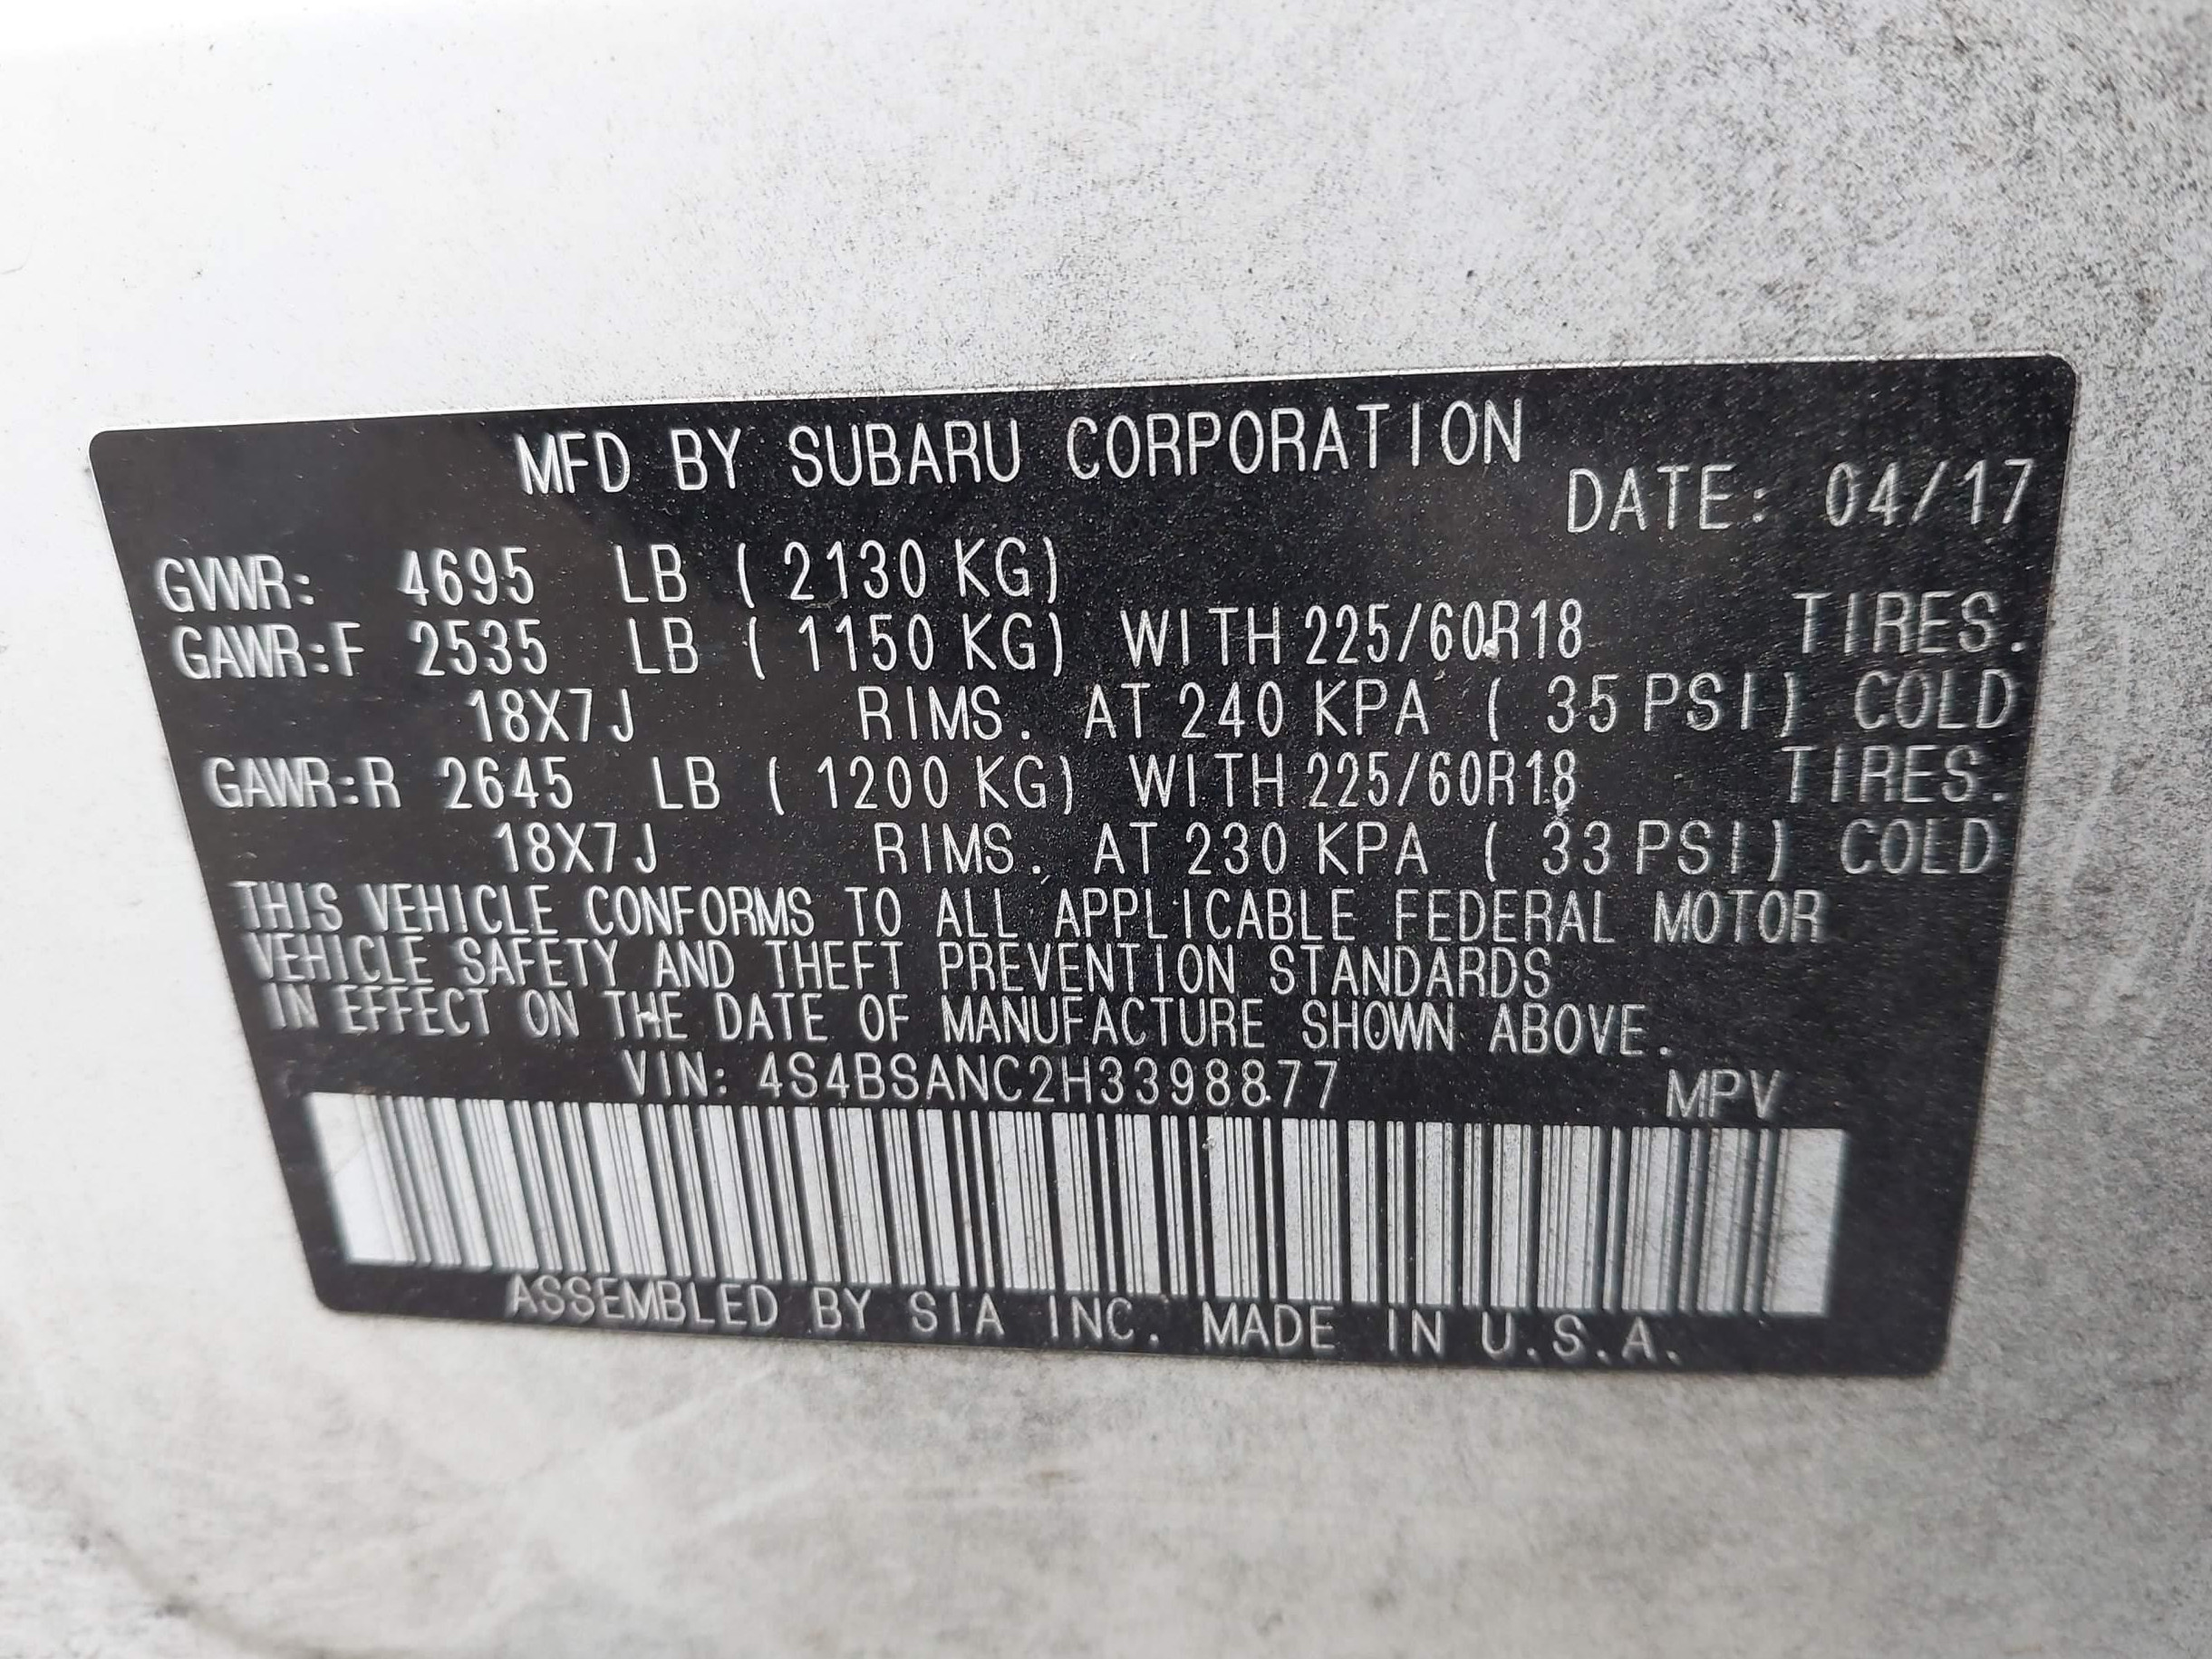 MFD BY SUBARU CORPORATION
DATE: 04/17
GVWR: 4695 LB ( 2130 KG)
GAWR:F 2535 LB ( 1150 KG) WITH 225/60R18 TIRES.
18X7J RIMS. AT 240 KPA ( 35 PSI) COLD
GAWR:R 2645 LB ( 1200 KG) WITH 225/60R18 TIRES.
18X7J RIMS. AT 230 KPA ( 33 PSI) COLD
THIS VEHICLE CONFORMS TO ALL APPLICABLE FEDERAL MOTOR
VEHICLE SAFETY AND THEFT PREVENTION STANDARDS
IN EFFECT ON THE DATE OF MANUFACTURE SHOWN ABOVE.
VIN: 4S4BSANC2H3398877 MPV
ASSEMBLED BY SIA INC. MADE IN U.S.A.